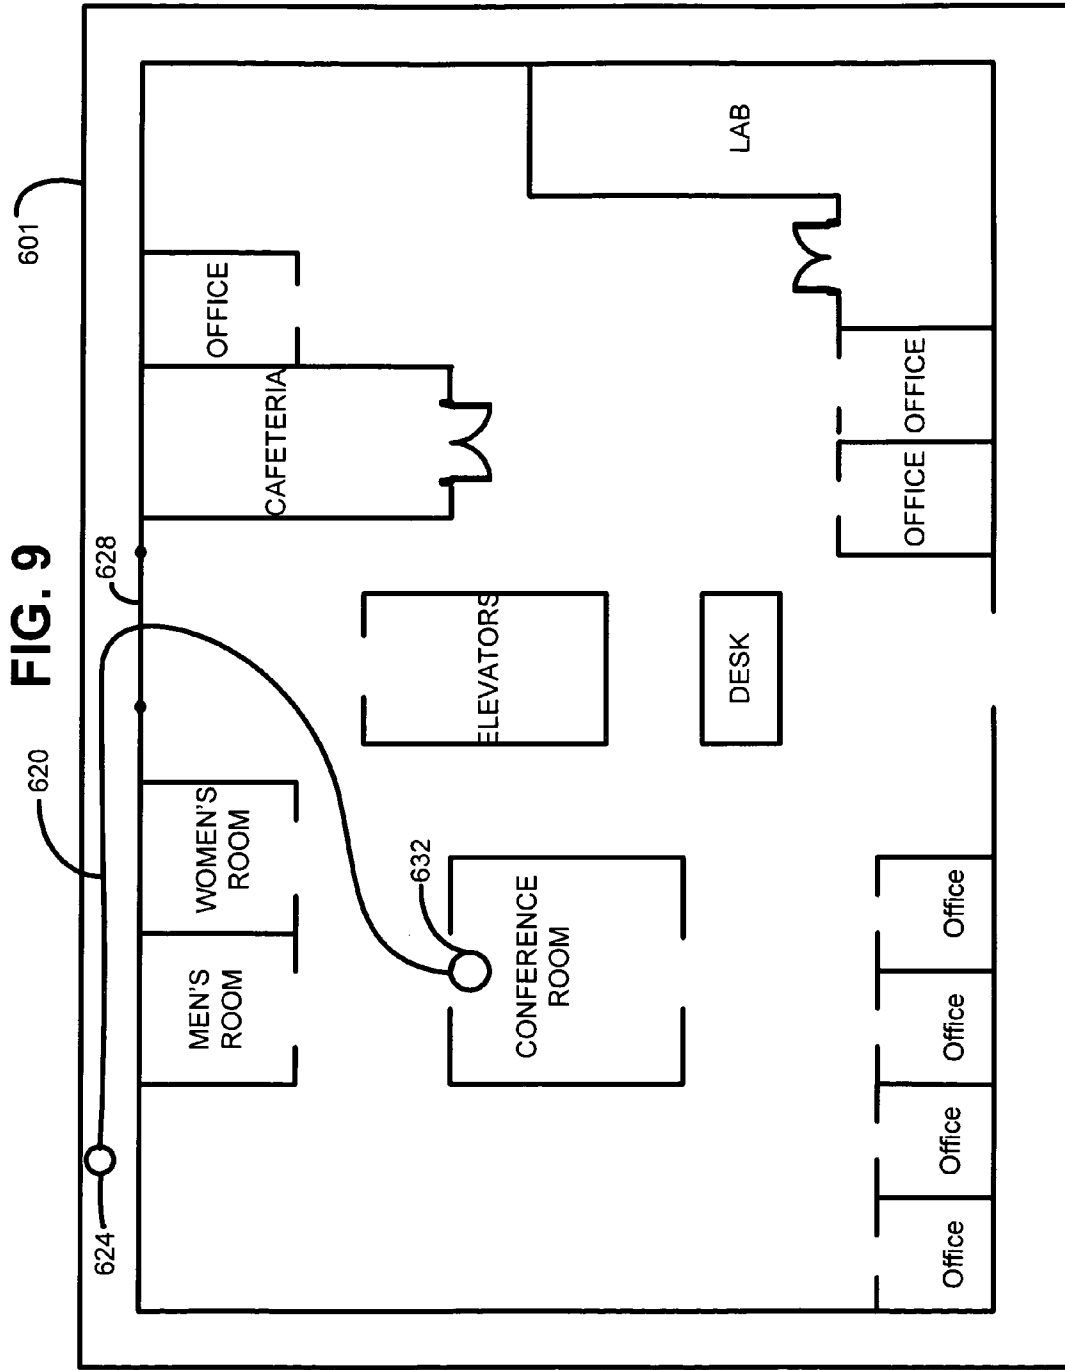 FIG. 9
601
620
624
628
MEN'S
ROOM
WOMEN'S
ROOM
OFFICE
CAFETERIA
632
ELEVATORS
CONFERENCE
ROOM
DESK
LAB
OFFICE
OFFICE
Office
Office
Office
Office